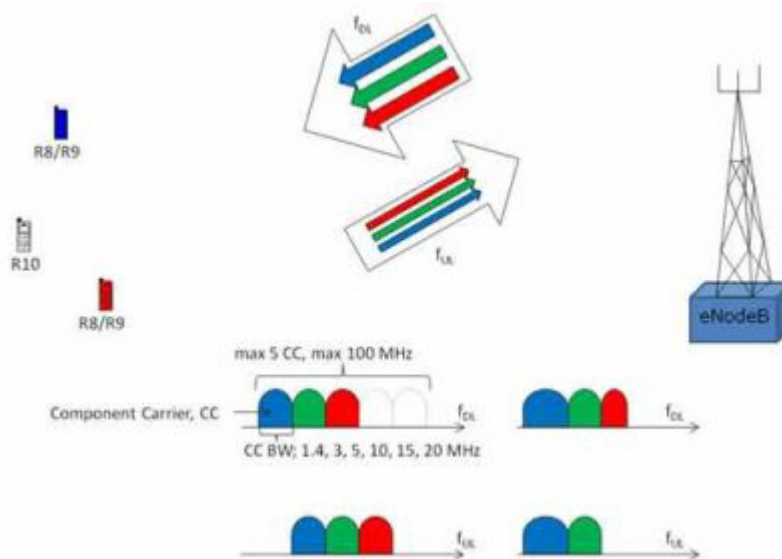 f_DL
R8/R9
R10
f_UL
R8/R9
eNodeB
max 5 CC, max 100 MHz
Component Carrier, CC
f_DL
f_DL
CC BW; 1.4, 3, 5, 10, 15, 20 MHz
f_UL
f_UL